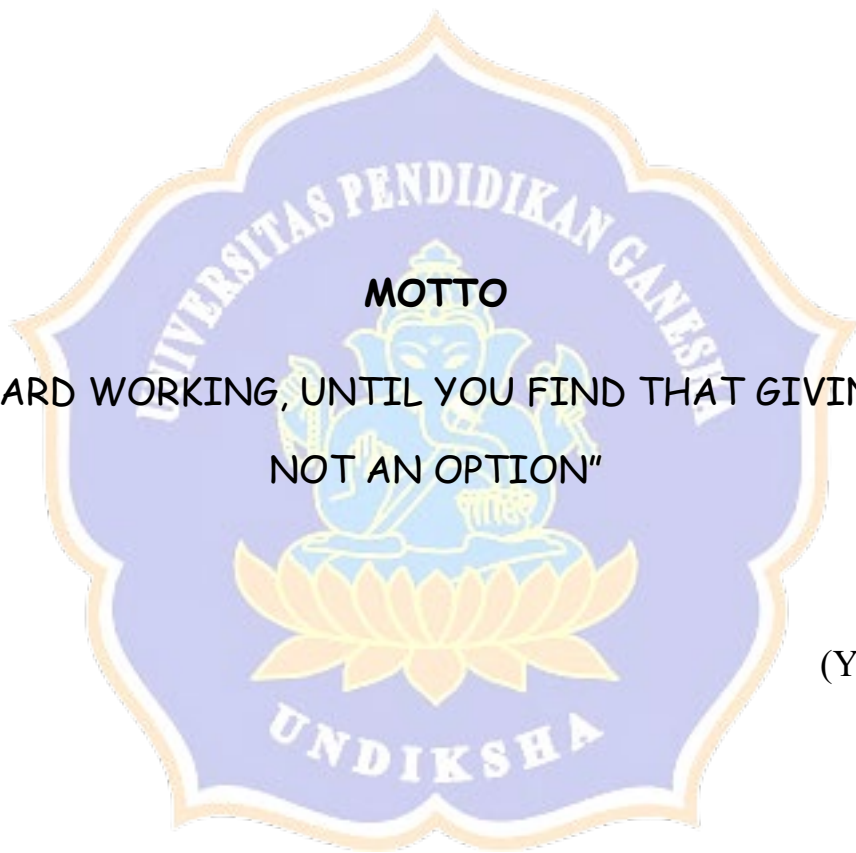 UNIVERSITAS PENDIDIKAN GANESHA
MOTTO
ARD WORKING, UNTIL YOU FIND THAT GIVIN
NOT AN OPTION”
(Y
UNDIKSHA